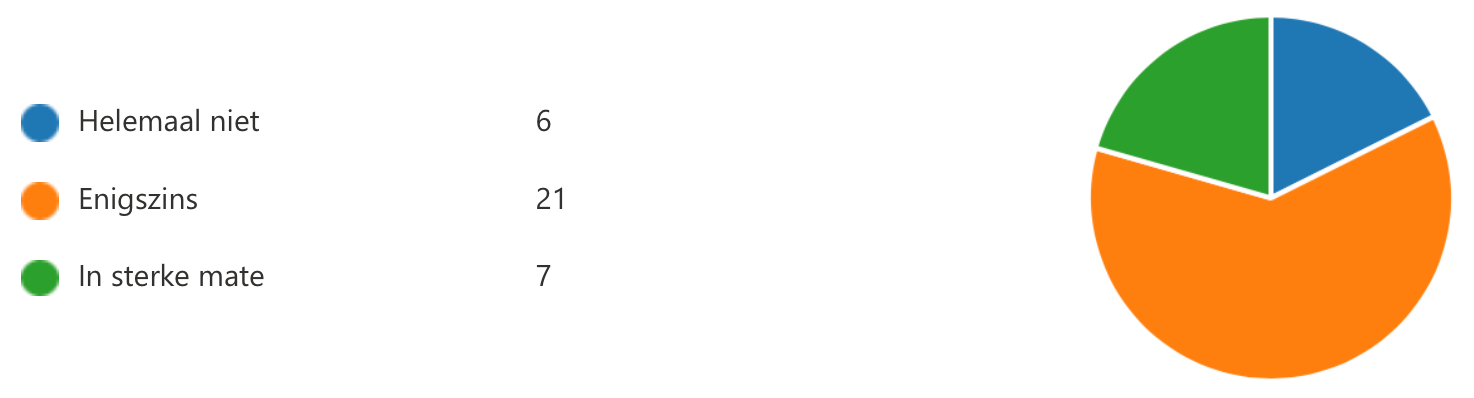 Helemaal niet 6
Enigszins 21
In sterke mate 7